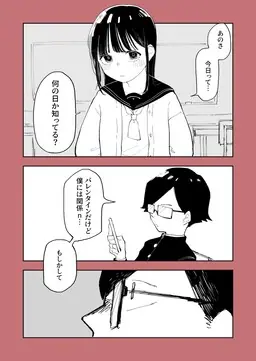 あのさ
今日って…
何の日か知ってる？
バレンタインだけど
僕には関係
n…
もしかして